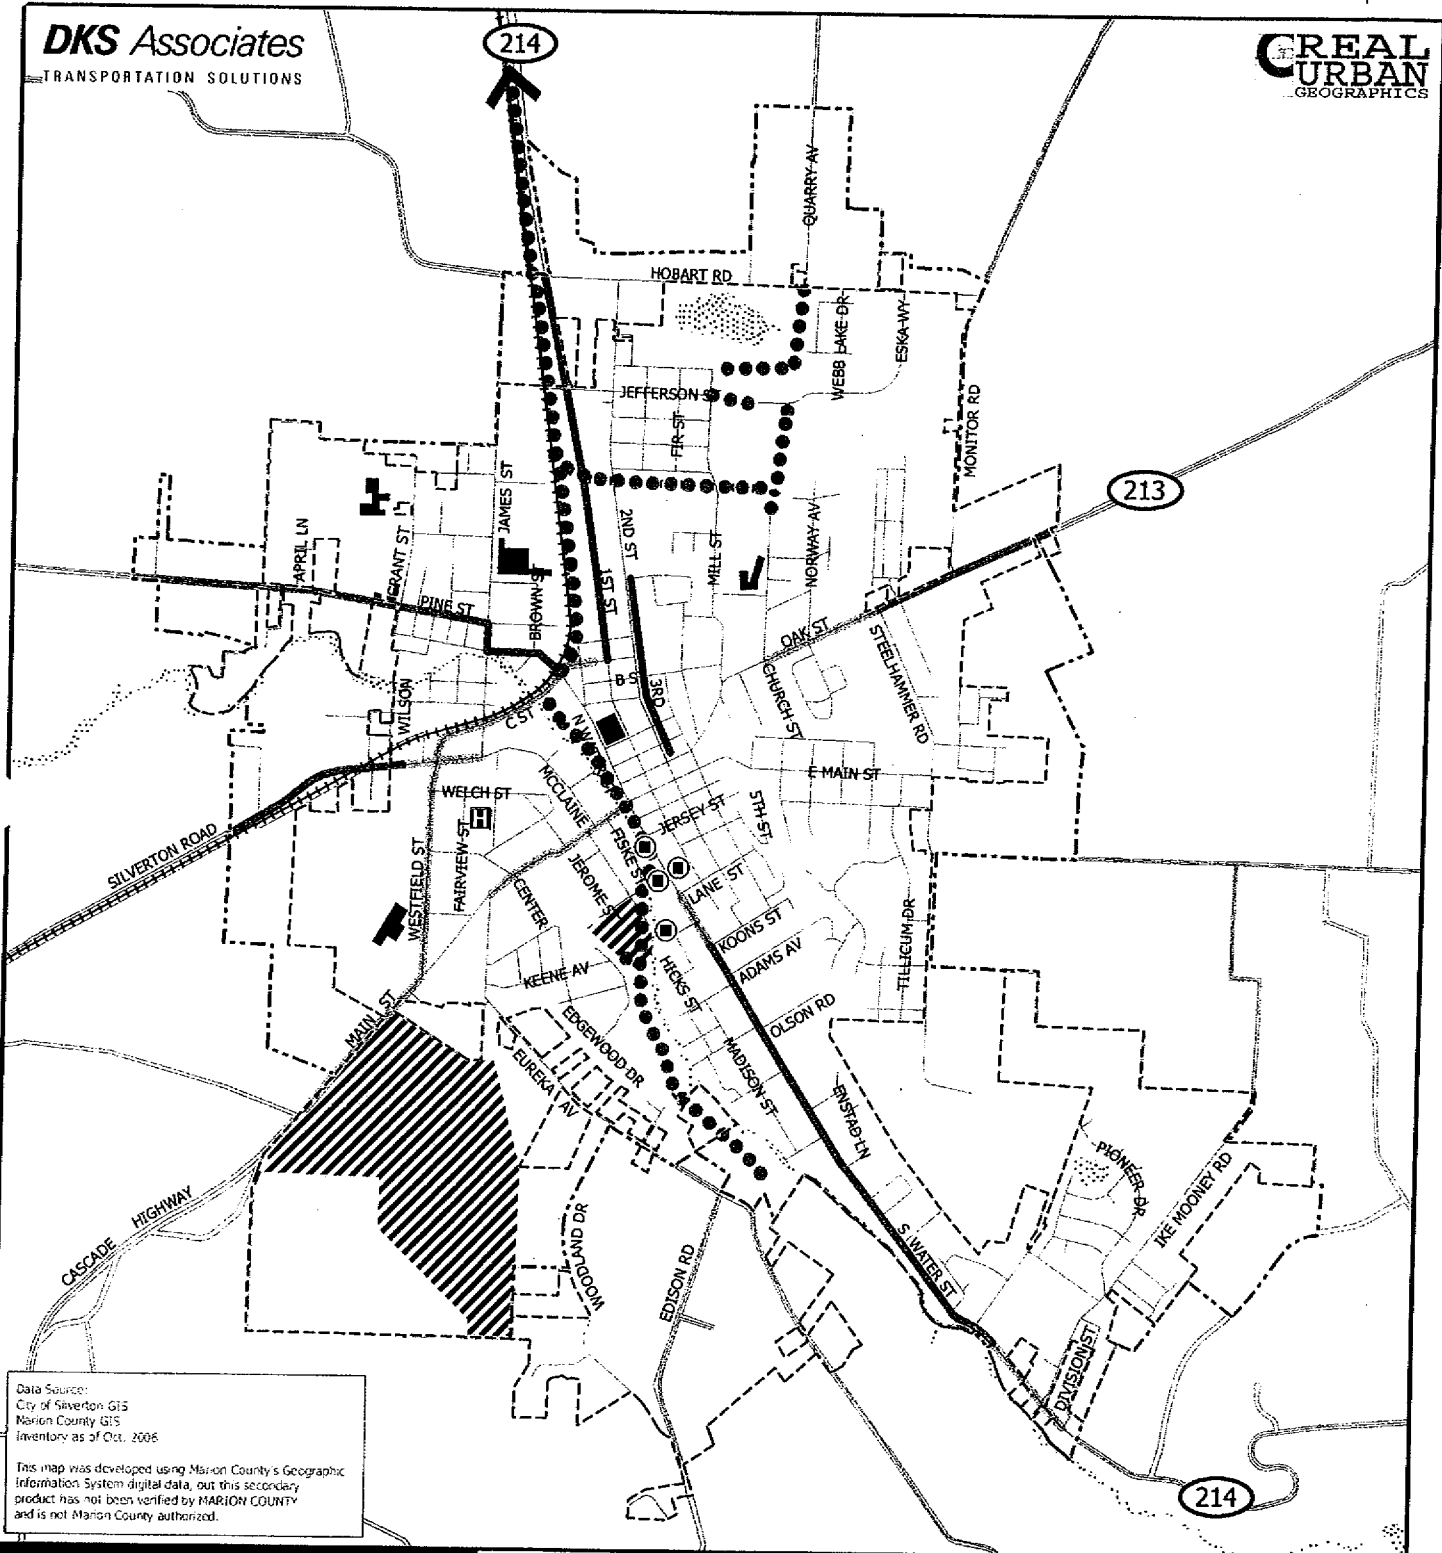 DKS Associates
TRANSPORTATION SOLUTIONS
214
CREAL
URBAN
GEOGRAPHICS
QUARRY AV
HOBART RD
WEBB LAKE DR
ESKA WY
JEFFERSON ST
FIR ST
MONITOR RD
213
JAMES ST
APRIL LN
GRANT ST
2ND ST
MILL ST
NORWAY AV
PINE ST
BROWN ST
1ST ST
OAK ST
STEELHAMMER RD
CHURCH ST
B S
3RD
WILSON
C ST
N W
E MAIN ST
WELCH ST
H
MCCLAINE
JERSEY ST
5TH ST
SILVERTON ROAD
FISKE S
WESTFIELD ST
FAIRVIEW ST
JEROME S
CENTER
LANE ST
KOONS ST
ADAMS AV
TILLICUM DR
KEENE AV
HICKS ST
MAIN ST
OLSON RD
EDGEWOOD DR
EUREKA AV
MADISON ST
ENSTAD LN
PIONEER DR
IKE MOONEY RD
CASCADE HIGHWAY
WOODLAND DR
EDISON RD
S WATER ST
DIVISION ST
214
Data Source:
City of Silverton GIS
Marion County GIS
Inventory as of Oct. 2006
This map was developed using Marion County's Geographic
Information System digital data, but this secondary
product has not been verified by MARION COUNTY
and is not Marion County authorized.